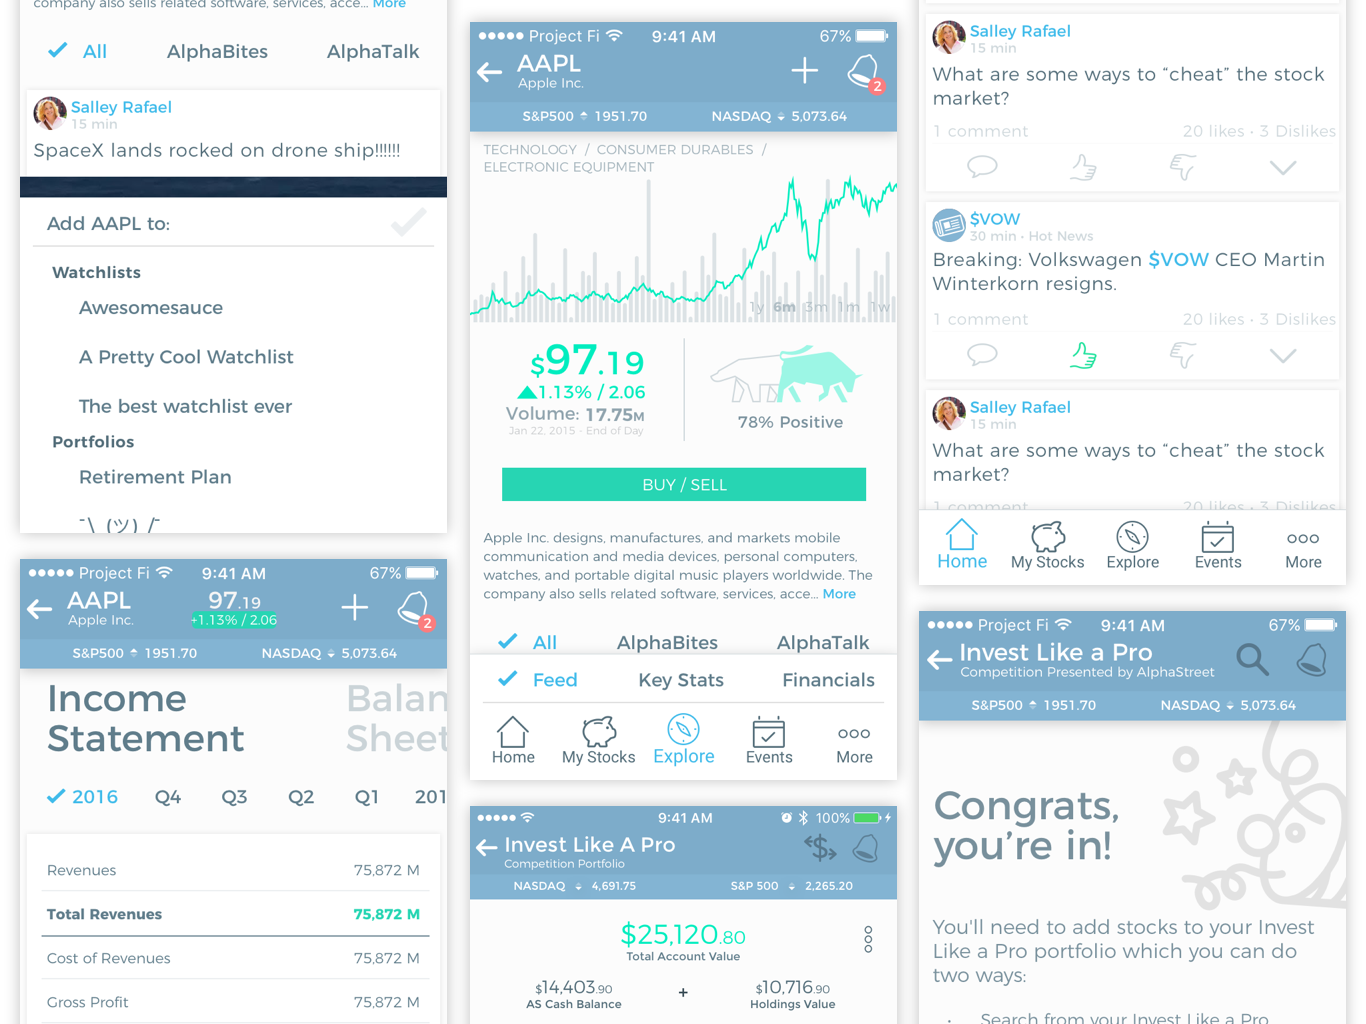 company also sells related software, services, acce... More
All AlphaBites AlphaTalk
Salley Rafael
15 min
SpaceX lands rocked on drone ship!!!!!!
Add AAPL to:
Watchlists
Awesomesauce
A Pretty Cool Watchlist
The best watchlist ever
Portfolios
Retirement Plan
¯\_(ツ)_/¯
Project Fi 9:41 AM 67%
AAPL 97.19
Apple Inc. +1.13% / 2.06
2
S&P500 1951.70 NASDAQ 5,073.64
Income Balan
Statement Sheet
2016 Q4 Q3 Q2 Q1 201
Revenues 75,872 M
Total Revenues 75,872 M
Cost of Revenues 75,872 M
Gross Profit 75,872 M
Project Fi 9:41 AM 67%
AAPL
Apple Inc.
2
S&P500 1951.70 NASDAQ 5,073.64
TECHNOLOGY / CONSUMER DURABLES /
ELECTRONIC EQUIPMENT
1y 6m 3m 1m 1w
$97.19
1.13% / 2.06
Volume: 17.75M
Jan 22, 2015 - End of Day
78% Positive
BUY / SELL
Apple Inc. designs, manufactures, and markets mobile
communication and media devices, personal computers,
watches, and portable digital music players worldwide. The
company also sells related software, services, acce... More
All AlphaBites AlphaTalk
Feed Key Stats Financials
Home My Stocks Explore Events More
9:41 AM 100%
Invest Like A Pro
Competition Portfolio
NASDAQ 4,691.75 S&P 500 2,265.20
$25,120.80
Total Account Value
$14,403.90 + $10,716.90
AS Cash Balance Holdings Value
Salley Rafael
15 min
What are some ways to “cheat” the stock
market?
1 comment 20 likes • 3 Dislikes
$VOW
30 min • Hot News
Breaking: Volkswagen $VOW CEO Martin
Winterkorn resigns.
1 comment 20 likes • 3 Dislikes
Salley Rafael
15 min
What are some ways to “cheat” the stock
market?
1 comment 20 likes • 3 Dislikes
Home My Stocks Explore Events More
Project Fi 9:41 AM 67%
Invest Like a Pro
Competition Presented by AlphaStreet
S&P500 1951.70 NASDAQ 5,073.64
Congrats,
you’re in!
You'll need to add stocks to your Invest
Like a Pro portfolio which you can do
two ways:
• Search from your Invest Like a Pro